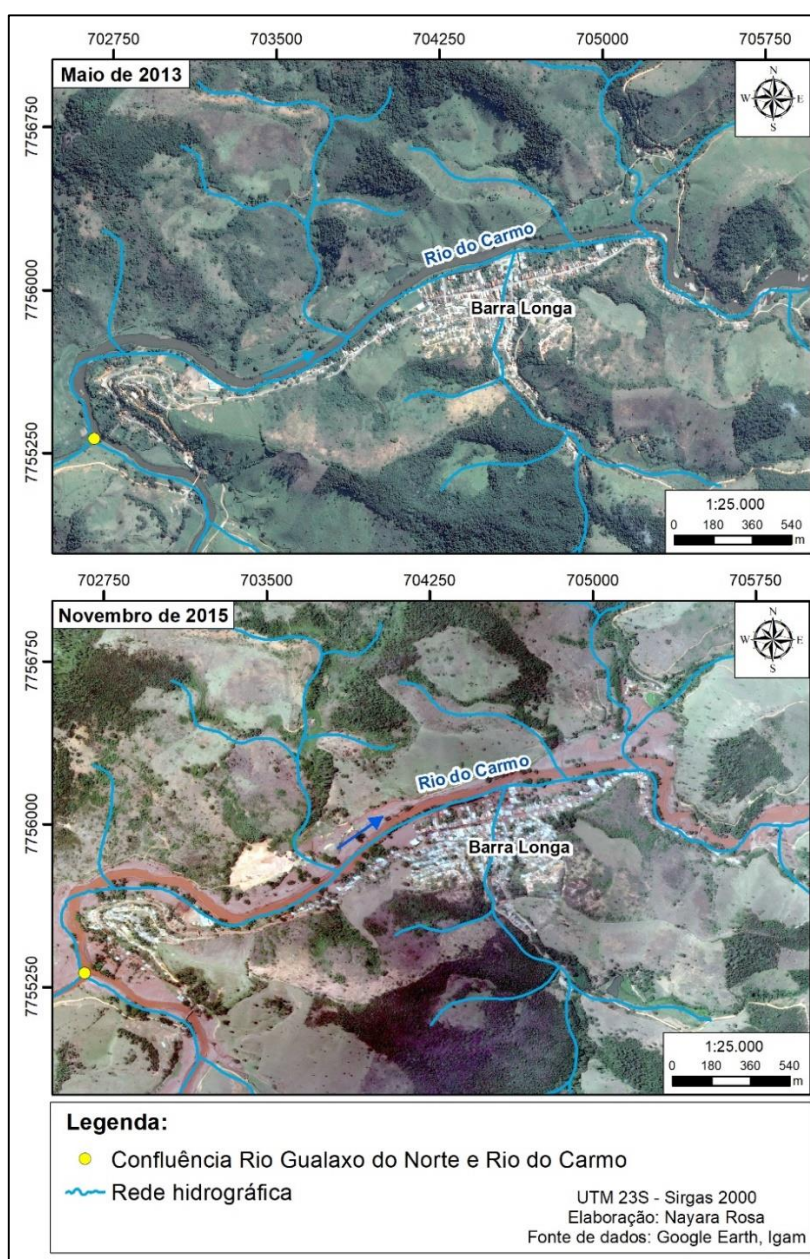 702750 703500 704250 705000 705750
Maio de 2013
N
W E
S
7756750
Rio do Carmo
7756000
Barra Longa
7755250
1:25.000
0 180 360 540
m
702750 703500 704250 705000 705750
Novembro de 2015
N
W E
S
7756750
Rio do Carmo
7756000
Barra Longa
7755250
1:25.000
0 180 360 540
m
Legenda:
Confluência Rio Gualaxo do Norte e Rio do Carmo
Rede hidrográfica
UTM 23S - Sirgas 2000
Elaboração: Nayara Rosa
Fonte de dados: Google Earth, Igam